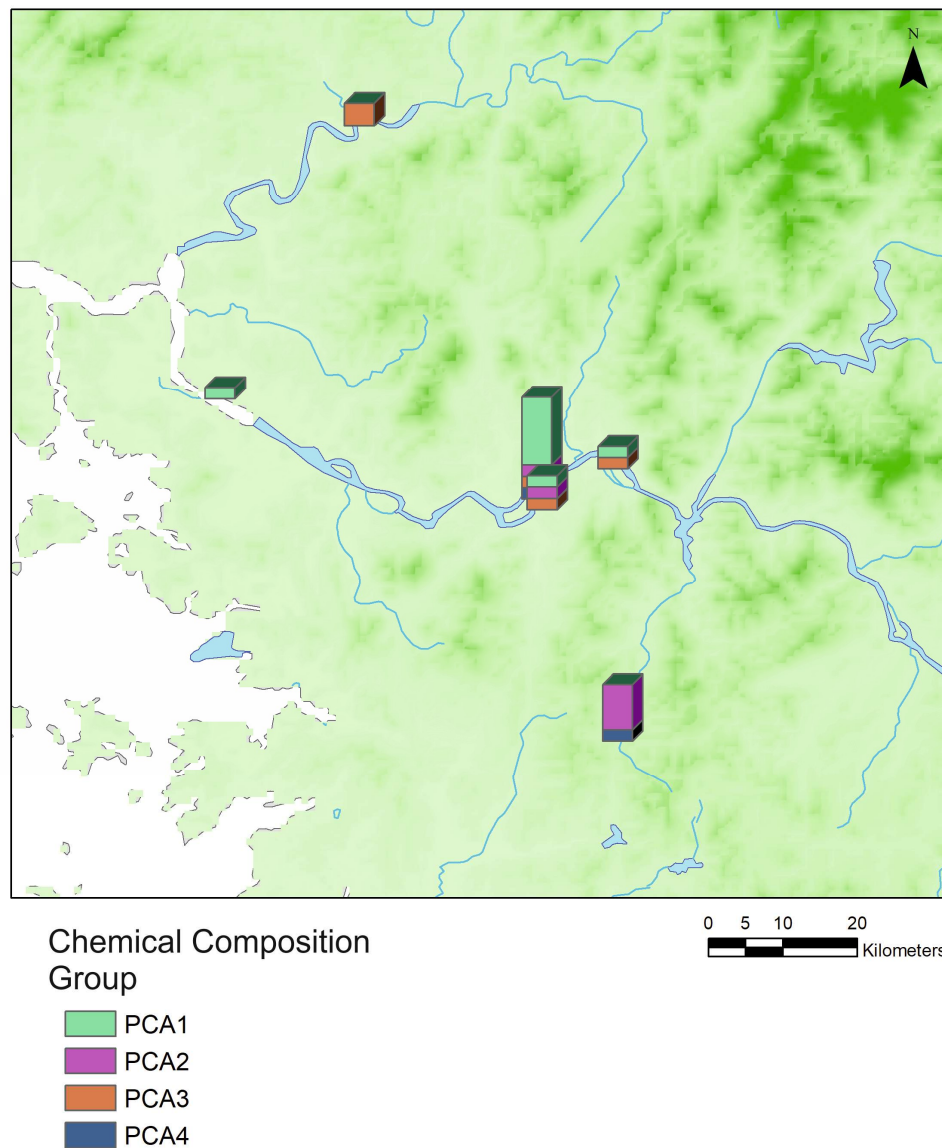 N
0 5 10 20
Kilometers
Chemical Composition
Group
PCA1
PCA2
PCA3
PCA4